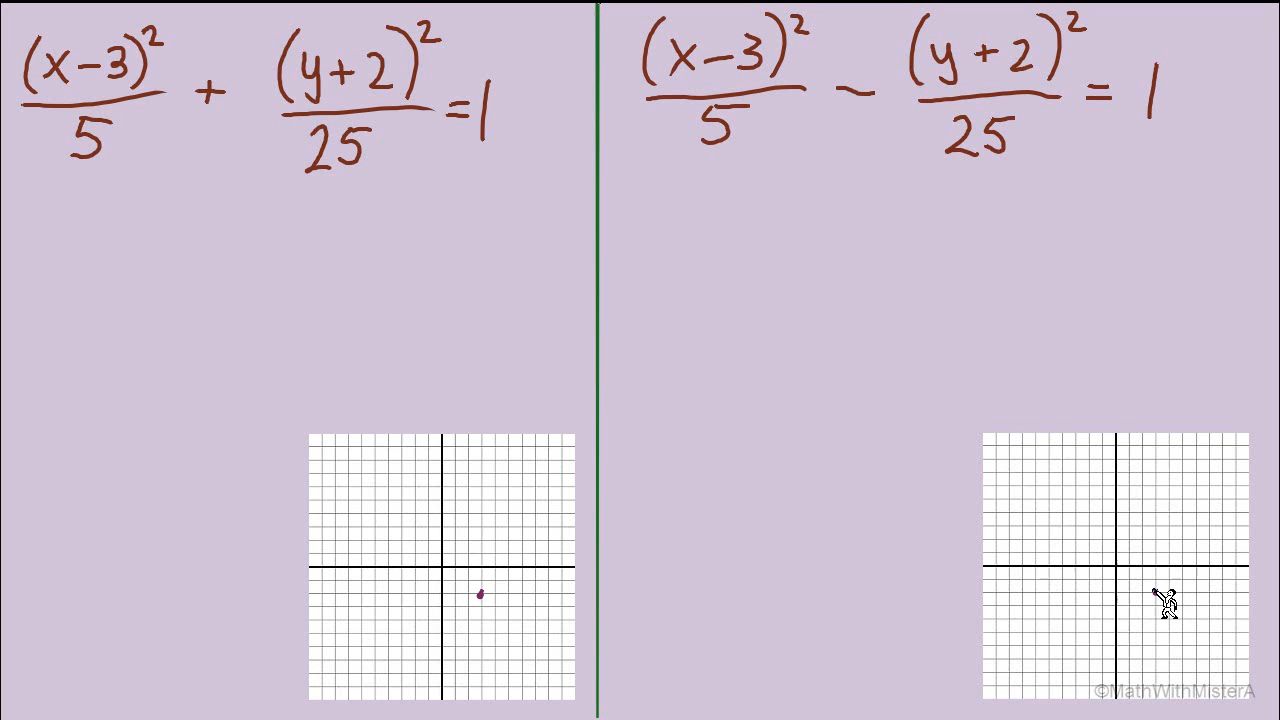 (x-3)² / 5 + (y+2)² / 25 = 1
(x-3)² / 5 - (y+2)² / 25 = 1
©MathWithMisterA